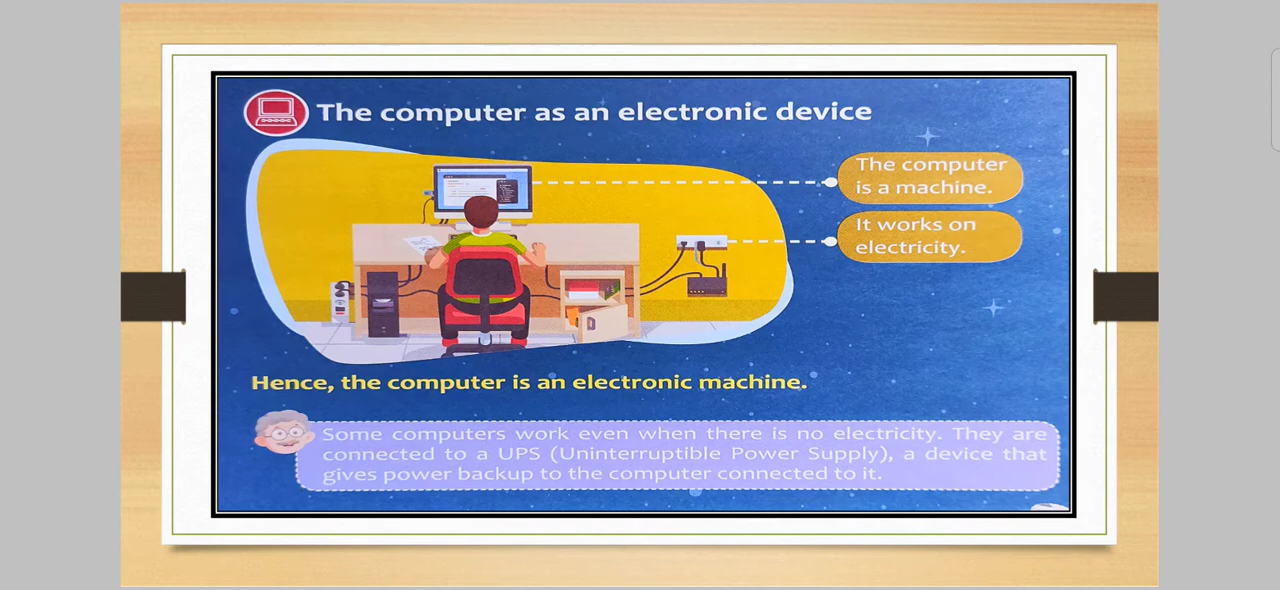 The computer as an electronic device
The computer
is a machine.
It works on
electricity.
Hence, the computer is an electronic machine.
Some computers work even when there is no electricity. They are
connected to a UPS (Uninterruptible Power Supply), a device that
gives power backup to the computer connected to it.